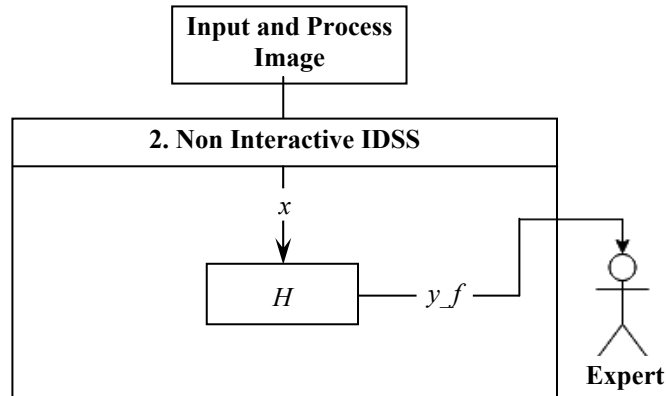 Input and Process
Image
2. Non Interactive IDSS
x
H
y_f
Expert